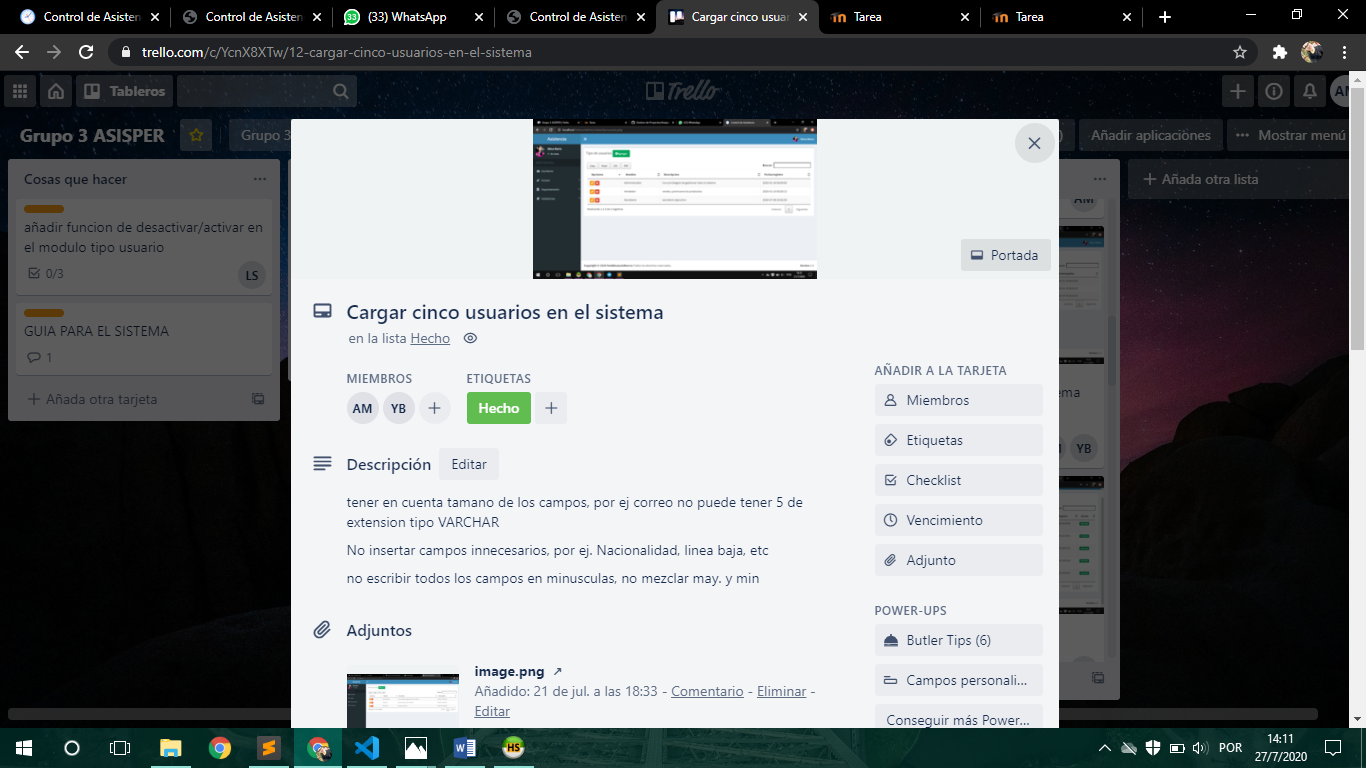 Control de Asisten
Control de Asisten
(33) WhatsApp
Control de Asisten
Cargar cinco usuar
Tarea
Tarea
trello.com/c/YcnX8XTw/12-cargar-cinco-usuarios-en-el-sistema
Tableros
Trello
AM
Grupo 3 ASISPER
Grupo 3
Añadir aplicaciones
Mostrar menú
Cosas que hacer
añadir funcion de desactivar/activar en
el modulo tipo usuario
0/3
LS
GUIA PARA EL SISTEMA
1
Añada otra tarjeta
Añada otra lista
AM
YB
Portada
Cargar cinco usuarios en el sistema
en la lista Hecho
MIEMBROS
ETIQUETAS
AM
YB
Hecho
Descripción
Editar
tener en cuenta tamano de los campos, por ej correo no puede tener 5 de
extension tipo VARCHAR
No insertar campos innecesarios, por ej. Nacionalidad, linea baja, etc
no escribir todos los campos en minusculas, no mezclar may. y min
Adjuntos
image.png
Añadido: 21 de jul. a las 18:33 - Comentario - Eliminar -
Editar
AÑADIR A LA TARJETA
Miembros
Etiquetas
Checklist
Vencimiento
Adjunto
POWER-UPS
Butler Tips (6)
Campos personali...
Conseguir más Power...
HS
POR
14:11
27/7/2020